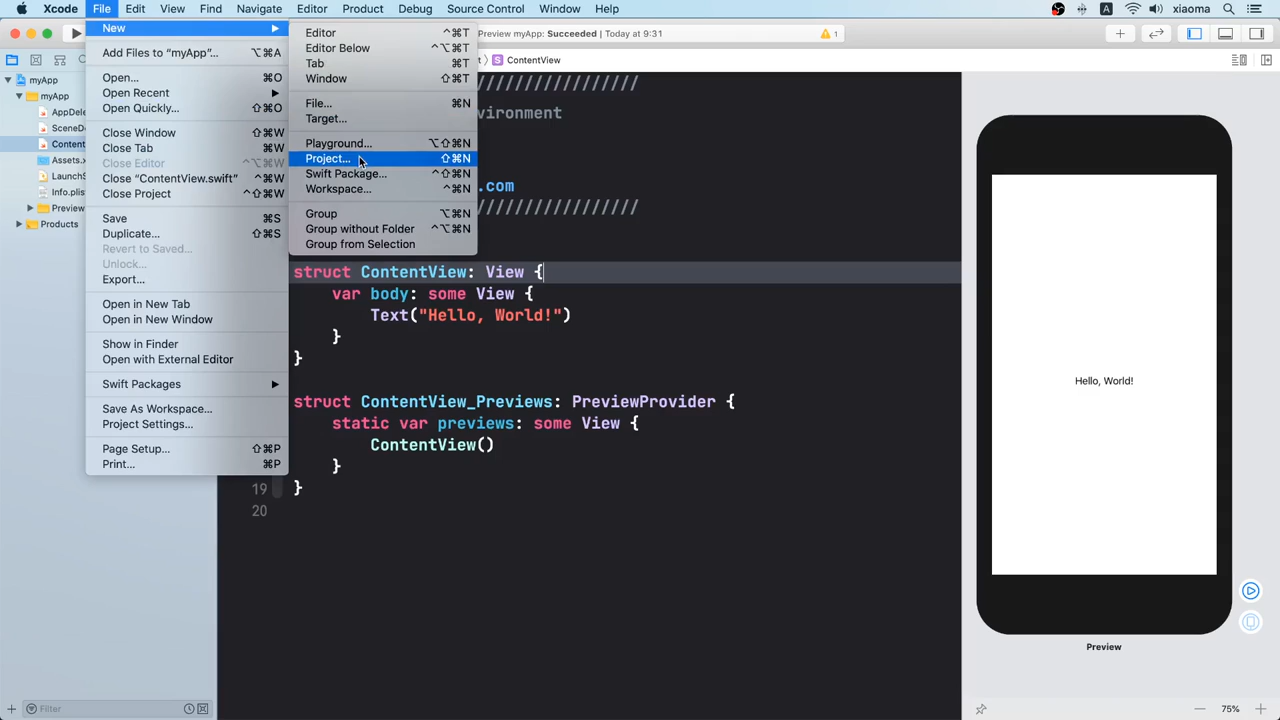 Xcode File Edit View Find Navigate Editor Product Debug Source Control Window Help A xiaoma
Preview myApp: Succeeded | Today at 9:31 1
ContentView
New
Add Files to “myApp”... ⌥⌘A
Open... ⌘O
Open Recent
Open Quickly... ⇧⌘O
Close Window ⇧⌘W
Close Tab ⌘W
Close Editor ^⌥⌘W
Close “ContentView.swift” ^⌘W
Close Project ^⇧⌘W
Save ⌘S
Duplicate... ⇧⌘S
Revert to Saved...
Unlock...
Export...
Open in New Tab
Open in New Window
Show in Finder
Open with External Editor
Swift Packages
Save As Workspace...
Project Settings...
Page Setup... ⇧⌘P
Print... ⌘P
Editor ^⌘T
Editor Below ^⌥⌘T
Tab ⌘T
Window ⇧⌘T
File... ⌘N
Target...
Playground... ⌥⇧⌘N
Project... ⇧⌘N
Swift Package... ^⇧⌘N
Workspace... ^⌘N
Group ⌥⌘N
Group without Folder ^⌥⌘N
Group from Selection
myApp
myApp
AppDele
SceneDe
Content
Assets.x
LaunchS
Info.plis
Preview
Products
/////////////////
vironment
.com
/////////////////
struct ContentView: View {
var body: some View {
Text("Hello, World!")
}
}
struct ContentView_Previews: PreviewProvider {
static var previews: some View {
ContentView()
}
19 }
20
Hello, World!
Preview
Filter
75%